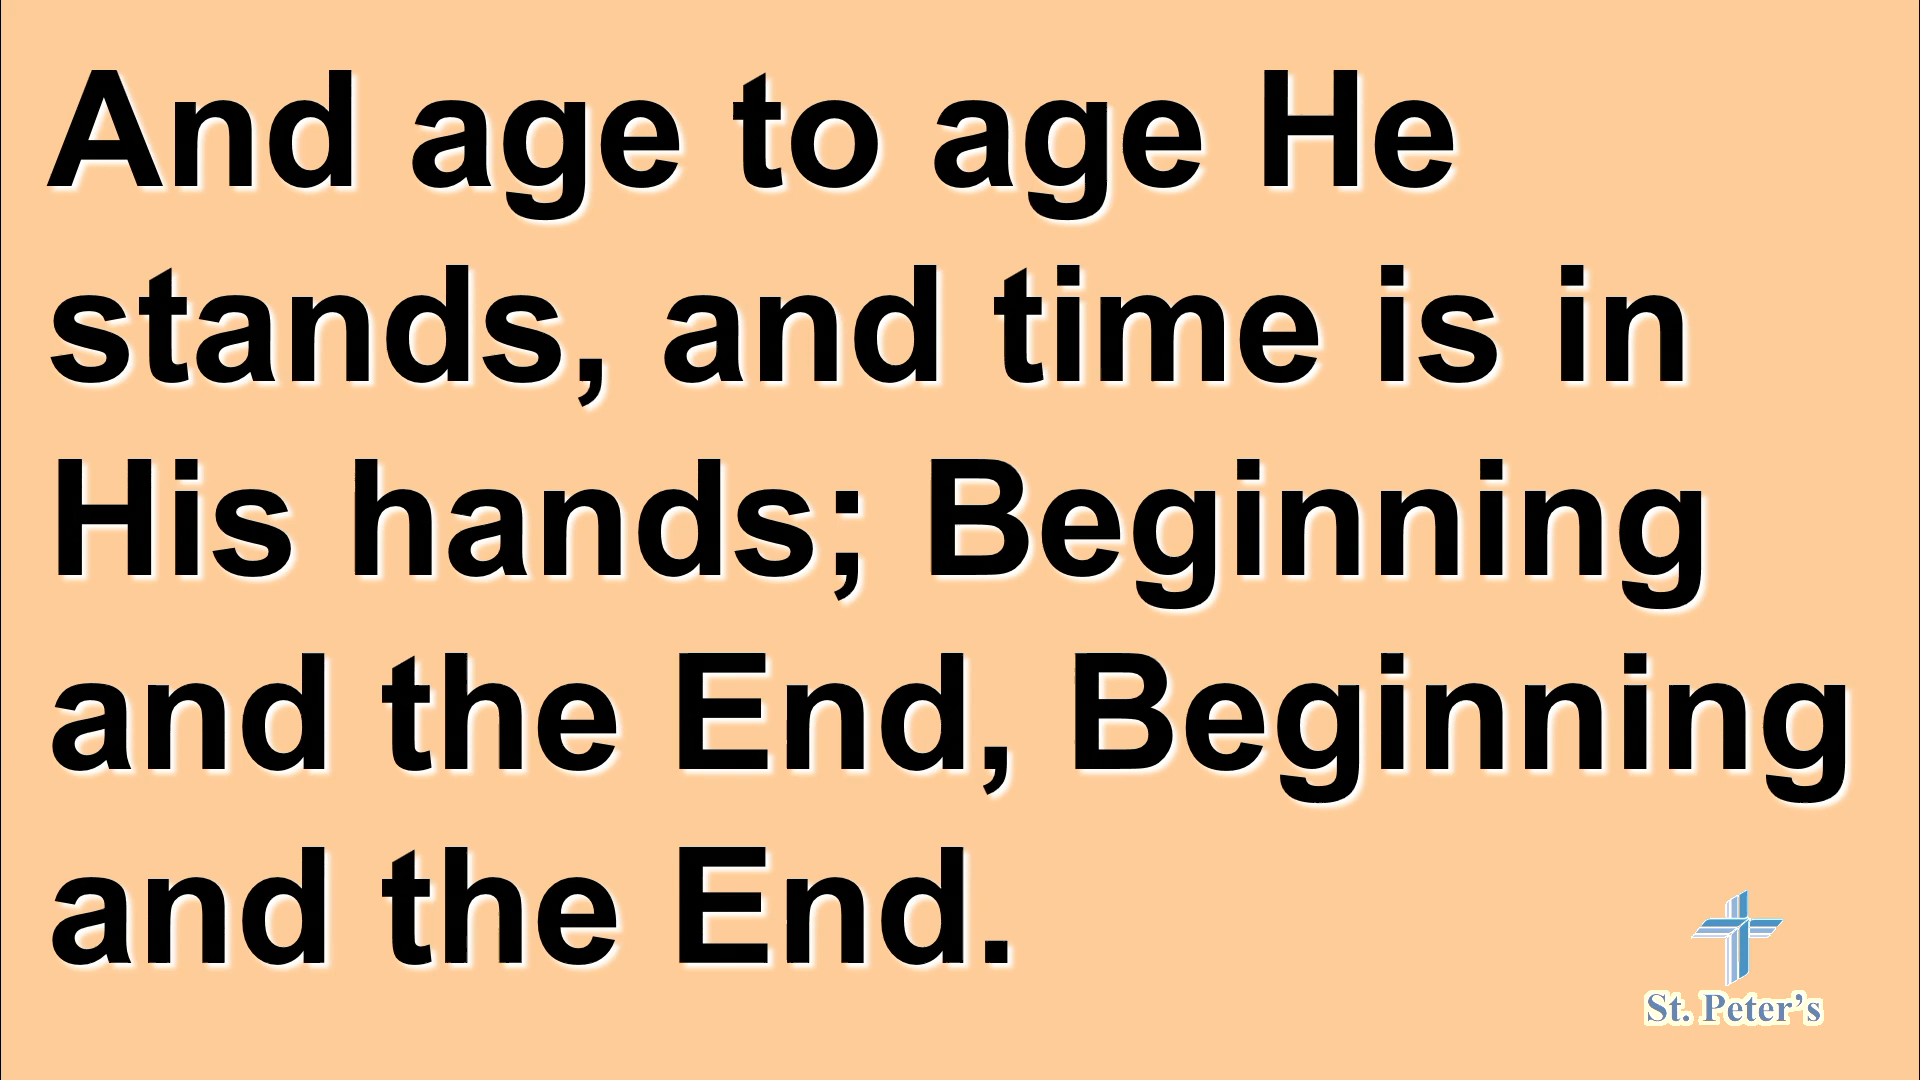 And age to age He
stands, and time is in
His hands; Beginning
and the End, Beginning
and the End.
St. Peter's